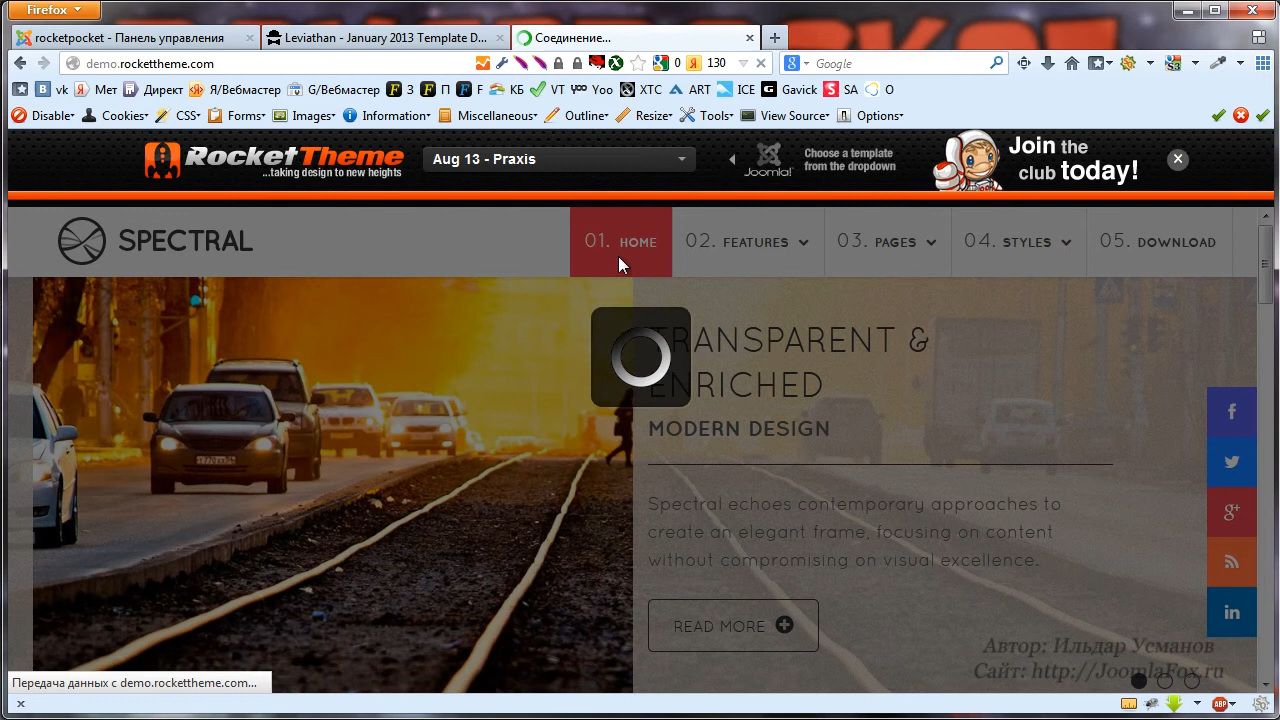 Firefox
rocketpocket - Панель управления
Leviathan - January 2013 Template D...
Соединение...
demo.rockettheme.com
0
130
Google
vk
Мет
Директ
Я/Вебмастер
G/Вебмастер
З
П
F
КБ
VT
Yoo
XTC
ART
ICE
Gavick
SA
O
Disable
Cookies
CSS
Forms
Images
Information
Miscellaneous
Outline
Resize
Tools
View Source
Options
RocketTheme
...taking design to new heights
Aug 13 - Praxis
Joomla!
Choose a template
from the dropdown
Join the
club today!
SPECTRAL
01. HOME
02. FEATURES
03. PAGES
04. STYLES
05. DOWNLOAD
TRANSPARENT &
ENRICHED
MODERN DESIGN
Spectral echoes contemporary approaches to
create an elegant frame, focusing on content
without compromising on visual excellence.
READ MORE
Автор: Ильдар Усманов
Сайт: http://JoomlaFox.ru
Передача данных с demo.rockettheme.com...
ABP